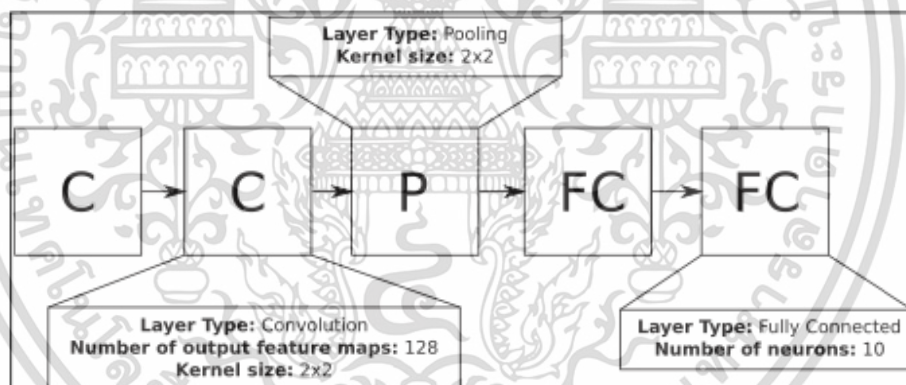 Layer Type: Pooling
Kernel size: 2x2
C C P FC FC
Layer Type: Convolution
Number of output feature maps: 128
Kernel size: 2x2
Layer Type: Fully Connected
Number of neurons: 10